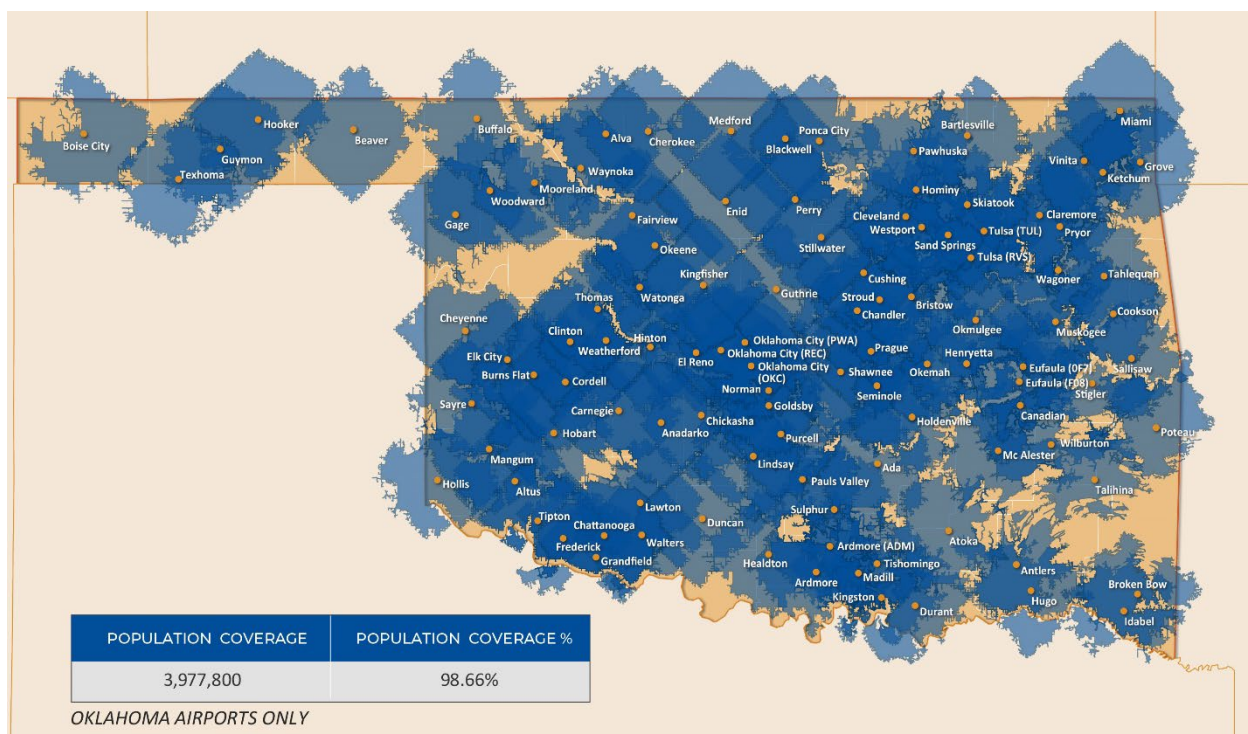 Boise City
Hooker
Guymon
Texhoma
Beaver
Buffalo
Alva
Cherokee
Medford
Ponca City
Blackwell
Bartlesville
Pawhuska
Miami
Vinita
Grove
Ketchum
Waynoka
Mooreland
Woodward
Gage
Fairview
Enid
Perry
Hominy
Skiatook
Cleveland
Westport
Claremore
Pryor
Sand Springs
Tulsa (TUL)
Tulsa (RVS)
Stillwater
Okeene
Kingfisher
Watonga
Guthrie
Cushing
Stroud
Chandler
Bristow
Wagoner
Tahlequah
Cookson
Muskogee
Okmulgee
Thomas
Cheyenne
Clinton
Weatherford
Hinton
Elk City
Burns Flat
Cordell
El Reno
Oklahoma City (PWA)
Oklahoma City (REC)
Oklahoma City
(OKC)
Prague
Henryetta
Shawnee
Okemah
Seminole
Eufaula (0F7)
Eufaula (F08)
Sallisaw
Stigler
Norman
Goldsby
Sayre
Carnegie
Chickasha
Hobart
Anadarko
Purcell
Holdenville
Canadian
Poteau
Wilburton
Mc Alester
Mangum
Lindsay
Ada
Hollis
Altus
Pauls Valley
Talihina
Tipton
Lawton
Chattanooga
Duncan
Sulphur
Frederick
Walters
Grandfield
Healdton
Ardmore (ADM)
Atoka
Tishomingo
Ardmore
Madill
Kingston
Durant
Antlers
Hugo
Broken Bow
Idabel
POPULATION COVERAGE POPULATION COVERAGE %
3,977,800 98.66%
OKLAHOMA AIRPORTS ONLY